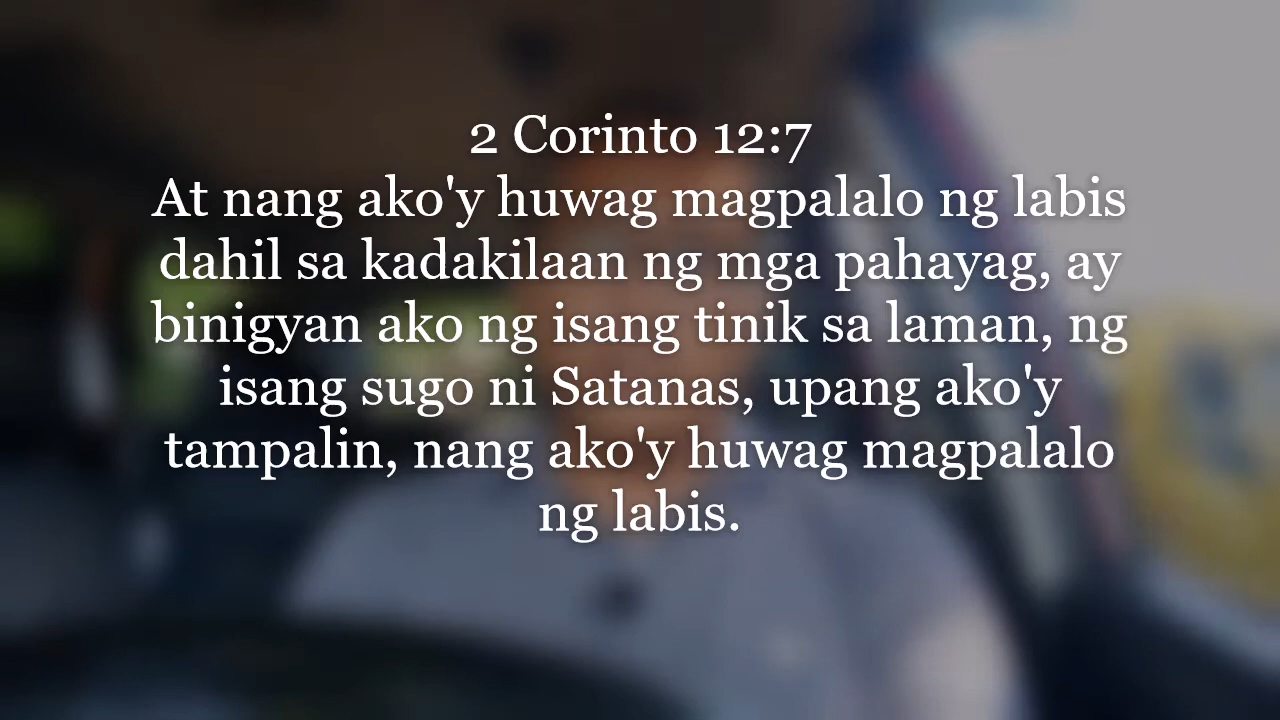 2 Corinto 12:7
At nang ako'y huwag magpalalo ng labis
dahil sa kadakilaan ng mga pahayag, ay
binigyan ako ng isang tinik sa laman, ng
isang sugo ni Satanas, upang ako'y
tampalin, nang ako'y huwag magpalalo
ng labis.